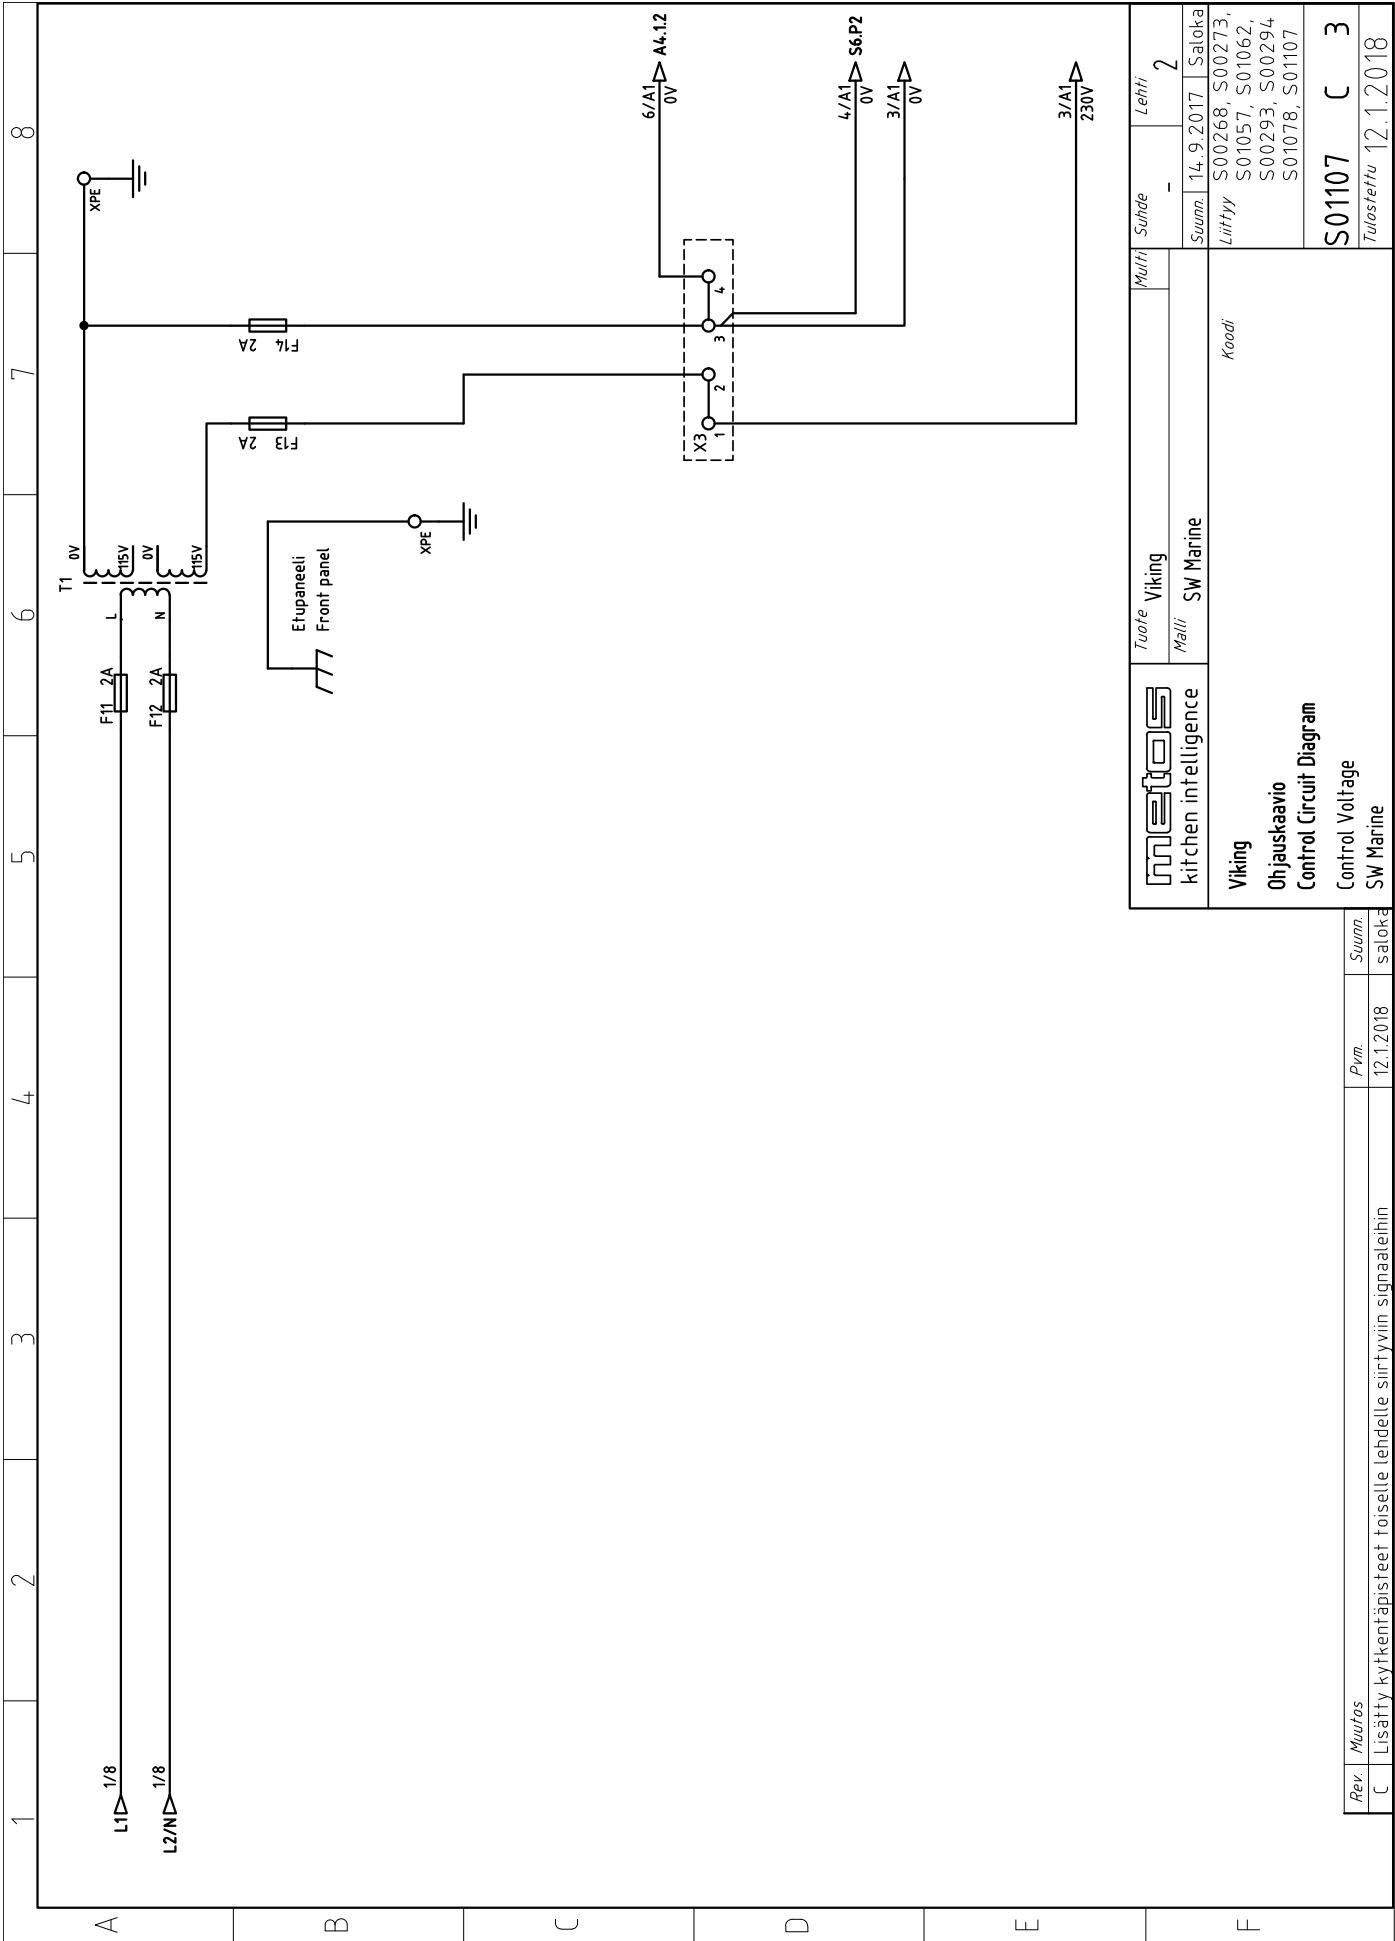 1 2 3 4 5 6 7 8
A
B
C
D
E
F
L1 1/8
L2/N 1/8
F11 2A
F12 2A
L
N
T1
0V
115V
0V
115V
XPE
F14 2A
F13 2A
Etupaneeli
Front panel
XPE
X3
1 2 3 4
6/A1 A4.1.2
0V
4/A1 S6.P2
0V
3/A1
0V
3/A1
230V
metos
kitchen intelligence
Tuote Viking
Malli SW Marine
Multi
Suhde -
Lehti 2
Suunn. 14.9.2017 Saloka
Liittyy S00268, S00273,
S01057, S01062,
S00293, S00294
S01078, S01107
Viking
Ohjauskaavio
Control Circuit Diagram
Control Voltage
SW Marine
Koodi
S01107 C 3
Tulostettu 12.1.2018
Rev. Muutos Pvm. Suunn.
C Lisätty kytkentäpisteet toiselle lehdelle siirtyviin signaaleihin 12.1.2018 saloka